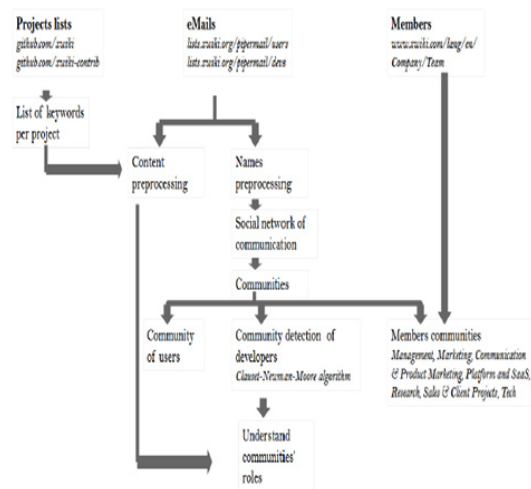 Projects lists
github.com/xwiki
github.com/xwiki-contrib
eMails
lists.xwiki.org/pipermail/users
lists.xwiki.org/pipermail/devs
Members
www.xwiki.com/lang/en/
Company/Team
List of keywords
per project
Content
preprocessing
Names
preprocessing
Social network of
communication
Communities
Community
of users
Community detection of
developers
Clauset-Newman-Moore algorithm
Members communities
Management, Marketing, Communication
& Product Marketing, Platform and SaaS,
Research, Sales & Client Projects, Tech
Understand
communities'
roles